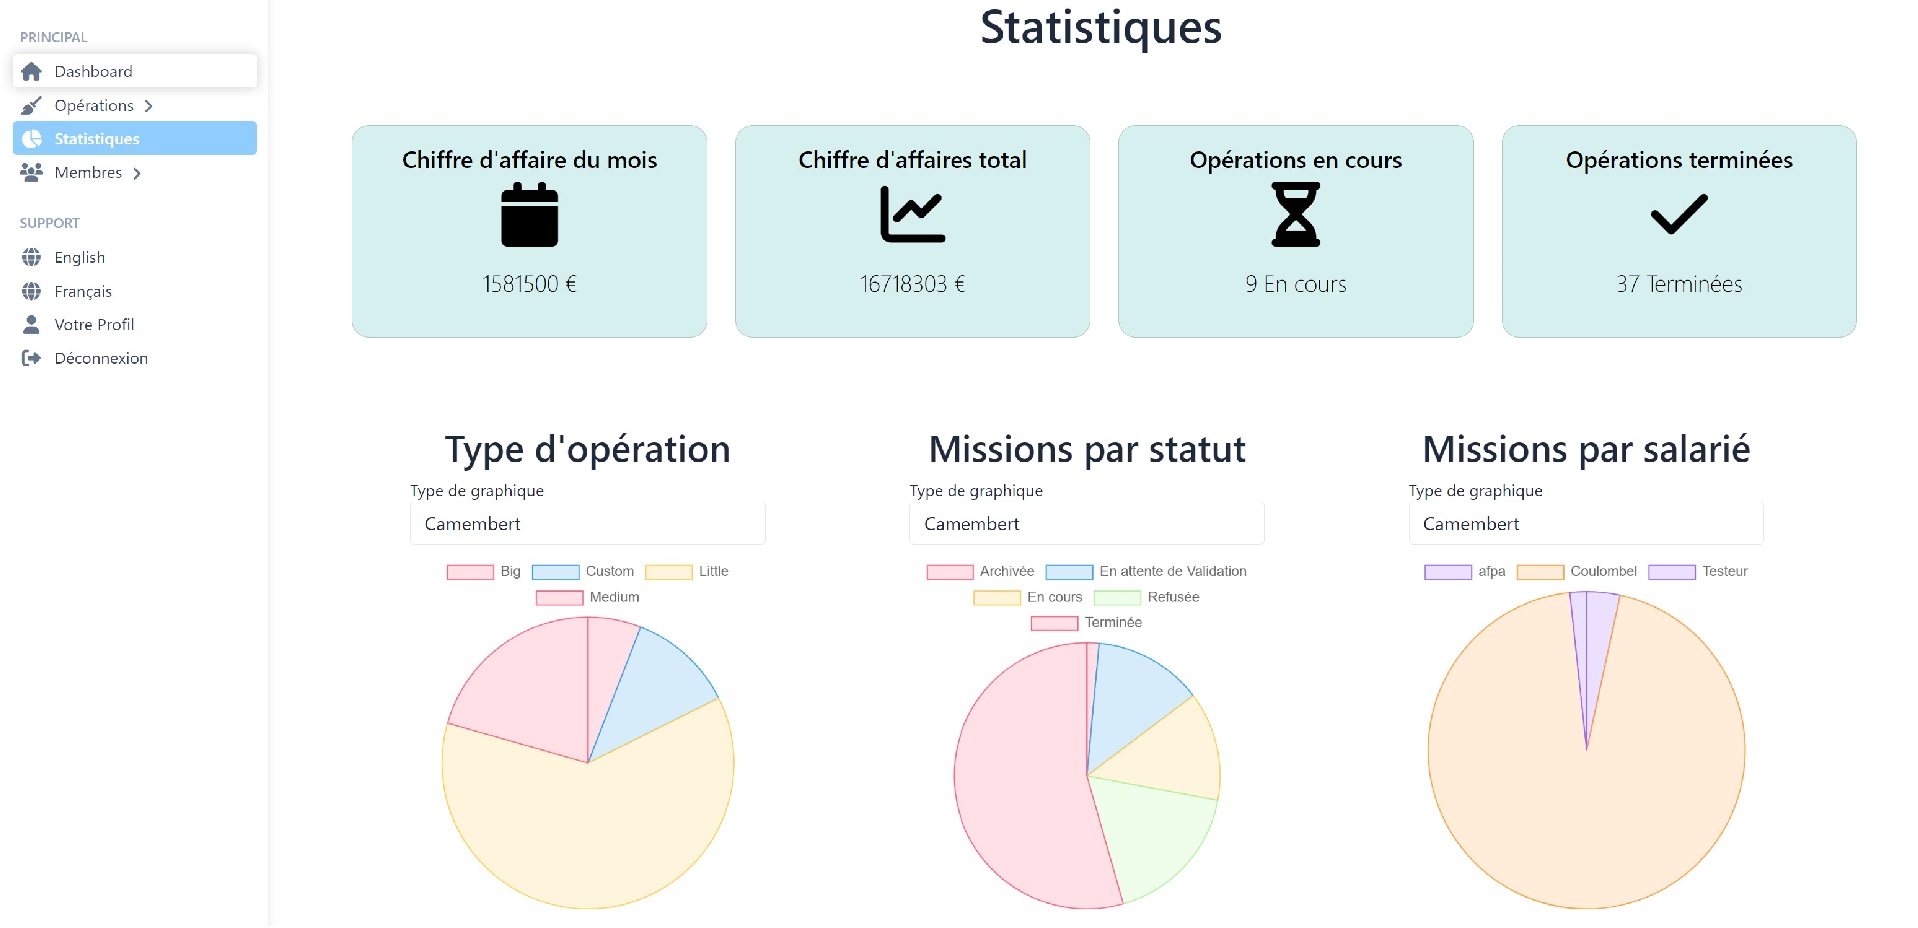 Statistiques
PRINCIPAL
Dashboard
Opérations
Statistiques
Membres
SUPPORT
English
Français
Votre Profil
Déconnexion
Chiffre d'affaire du mois
1581500 €
Chiffre d'affaires total
16718303 €
Opérations en cours
9 En cours
Opérations terminées
37 Terminées
Type d'opération
Type de graphique
Camembert
Big Custom Little
Medium
Missions par statut
Type de graphique
Camembert
Archivée En attente de Validation
En cours Refusée
Terminée
Missions par salarié
Type de graphique
Camembert
afpa Coulombel Testeur